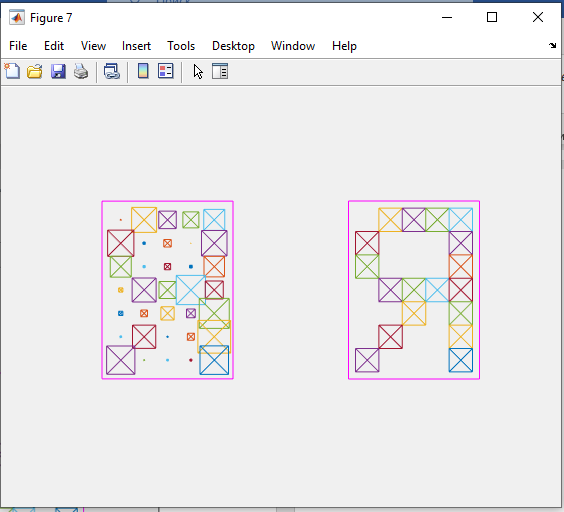 Figure 7
File Edit View Insert Tools Desktop Window Help
Я